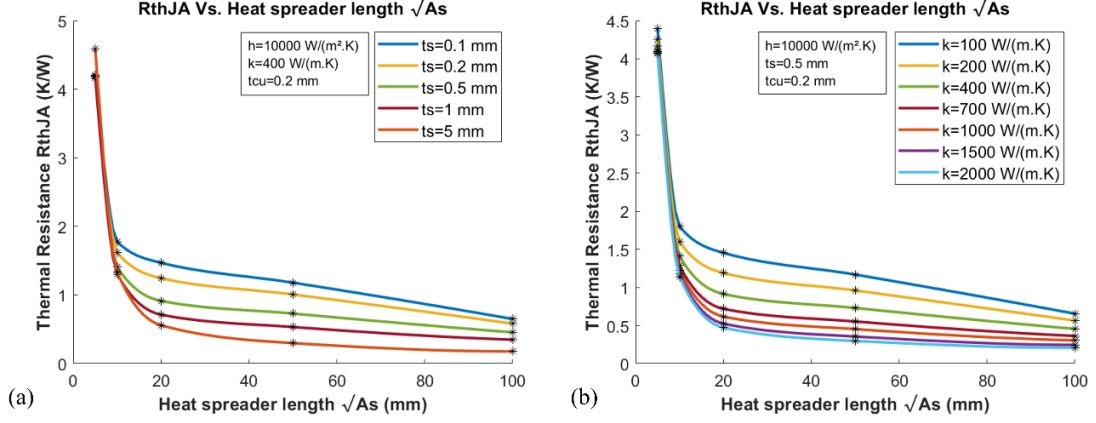 RthJA Vs. Heat spreader length √As
5
4
3
2
1
0
Thermal Resistance RthJA (K/W)
h=10000 W/(m².K)
k=400 W/(m.K)
tcu=0.2 mm
ts=0.1 mm
ts=0.2 mm
ts=0.5 mm
ts=1 mm
ts=5 mm
0 20 40 60 80 100
Heat spreader length √As (mm)
(a)
RthJA Vs. Heat spreader length √As
4.5
4
3.5
3
2.5
2
1.5
1
0.5
0
Thermal Resistance RthJA (K/W)
h=10000 W/(m².K)
ts=0.5 mm
tcu=0.2 mm
k=100 W/(m.K)
k=200 W/(m.K)
k=400 W/(m.K)
k=700 W/(m.K)
k=1000 W/(m.K)
k=1500 W/(m.K)
k=2000 W/(m.K)
0 20 40 60 80 100
Heat spreader length √As (mm)
(b)